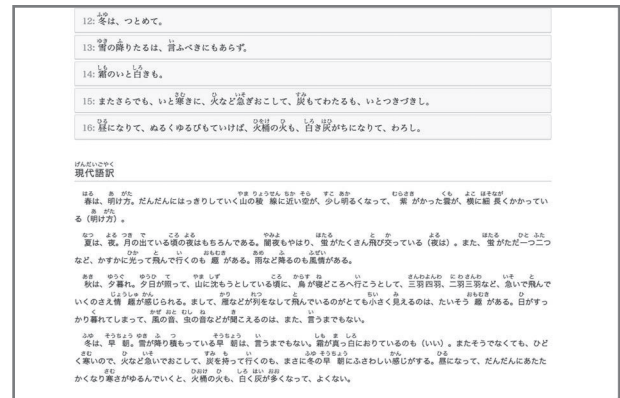 12: 冬は、つとめて。
13: 雪の降りたるは、言ふべきにもあらず。
14: 霜のいと白きも。
15: またさらでも、いと寒きに、火など急ぎおこして、炭もてわたるも、いとつきづきし。
16: 昼になりて、ぬるくゆるびもていけば、火桶の火も、白き灰がちになりて、わろし。
現代語訳
春は、明け方。だんだんにはっきりしていく山の稜線に近い空が、少し明るくなって、紫がかった雲が、横に細長くかかってい
る（明け方）。
夏は、夜。月の出ている頃の夜はもちろんである。闇夜もやはり、蛍がたくさん飛び交っている（夜は）。また、蛍がただ一つ二つ
など、かすかに光って飛んで行くのも趣がある。雨など降るのも風情がある。
秋は、夕暮れ。夕日が照って、山に沈もうとしている頃に、烏が寝どころへ行こうとして、三羽四羽、二羽三羽など、急いで飛んで
いくのさえ情趣が感じられる。まして、雁などが列をなして飛んでいるのがとても小さく見えるのは、たいそう趣がある。日がすっ
かり暮れてしまって、風の音、虫の音などが聞こえるのは、また、言うまでもない。
冬は、早朝。雪が降り積もっている早朝は、言うまでもない。霜が真っ白におりているのも（いい）。またそうでなくても、ひど
く寒いので、火など急いでおこして、炭を持って行くのも、まさに冬の早朝にふさわしい感じがする。昼になって、だんだんにあたた
かくなり寒さがゆるんでいくと、火桶の火も、白く灰が多くなって、よくない。